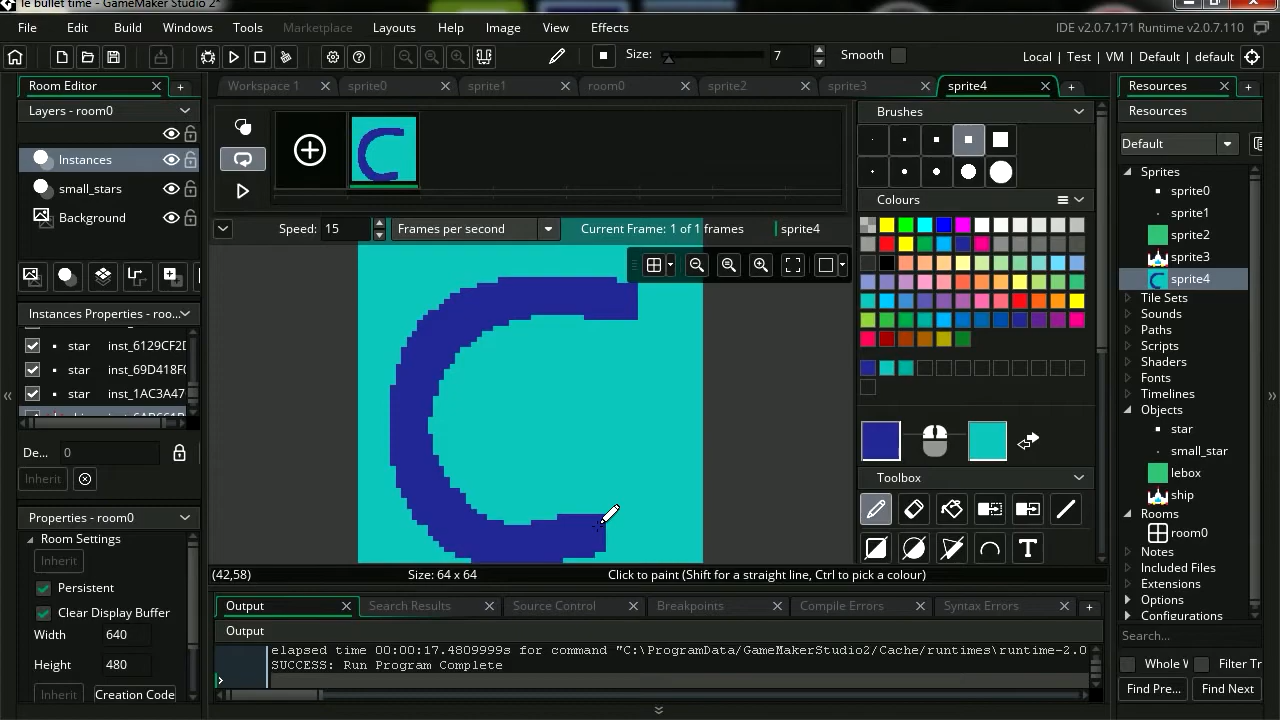 le bullet time - GameMaker Studio 2*
File Edit Build Windows Tools Marketplace Layouts Help Image View Effects IDE v2.0.7.171 Runtime v2.0.7.110
Size: 7 Smooth Local | Test | VM | Default | default
Room Editor Workspace 1 sprite0 sprite1 room0 sprite2 sprite3 sprite4 Resources
Layers - room0 Brushes Resources
Default
Instances
small_stars
Background
Sprites
sprite0
sprite1
sprite2
sprite3
sprite4
Tile Sets
Sounds
Paths
Scripts
Shaders
Fonts
Timelines
Objects
star
small_star
lebox
ship
Rooms
room0
Notes
Included Files
Extensions
Options
Configurations
Search...
Whole W Filter Tr
Find Pre... Find Next
Colours
Speed: 15 Frames per second Current Frame: 1 of 1 frames sprite4
Instances Properties - roo...
star inst_6129CF2D
star inst_69D418F0
star inst_1AC3A47
De... 0
Inherit
Toolbox
T
Properties - room0
Room Settings
Inherit
Persistent
Clear Display Buffer
Width 640
Height 480
Inherit Creation Code
(42,58) Size: 64 x 64 Click to paint (Shift for a straight line, Ctrl to pick a colour)
Output Search Results Source Control Breakpoints Compile Errors Syntax Errors
Output
elapsed time 00:00:17.4809999s for command "C:\ProgramData/GameMakerStudio2/Cache/runtimes\runtime-2.0
SUCCESS: Run Program Complete